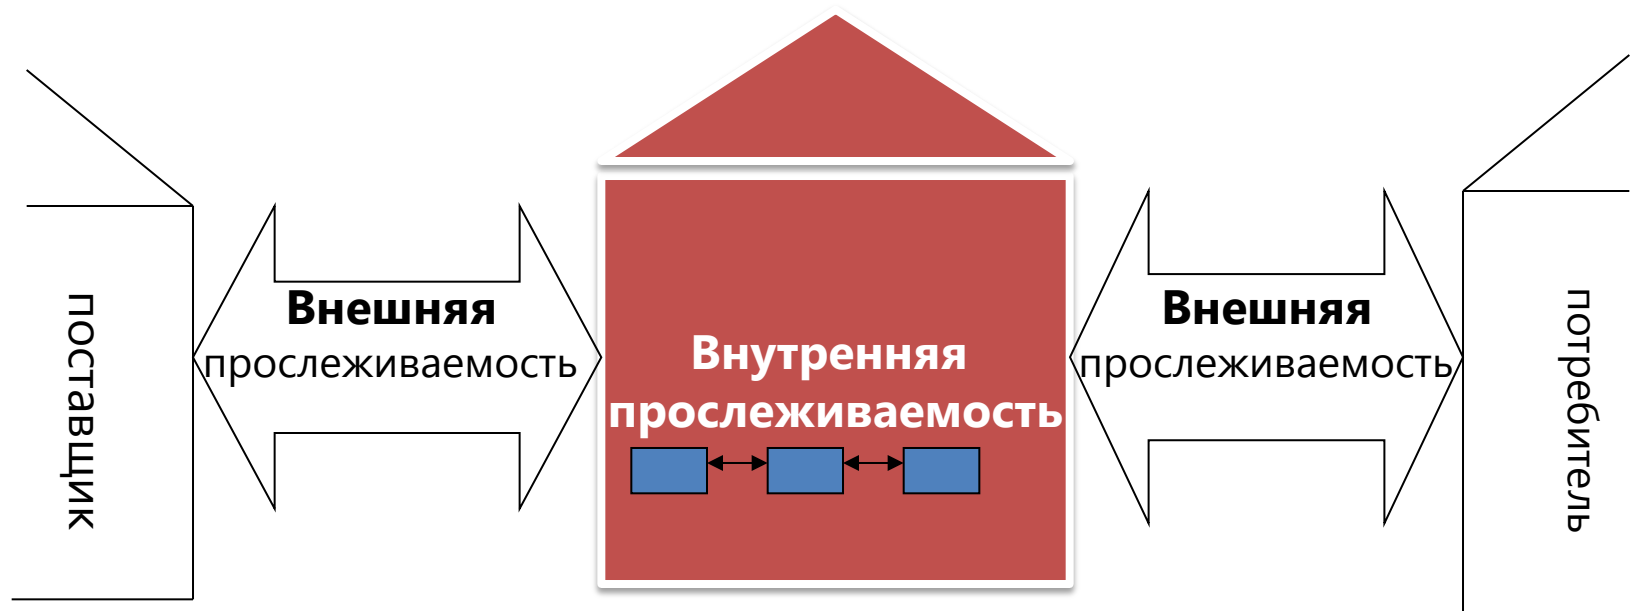 поставщик
Внешняя
прослеживаемость
Внутренняя
прослеживаемость
Внешняя
прослеживаемость
потребитель